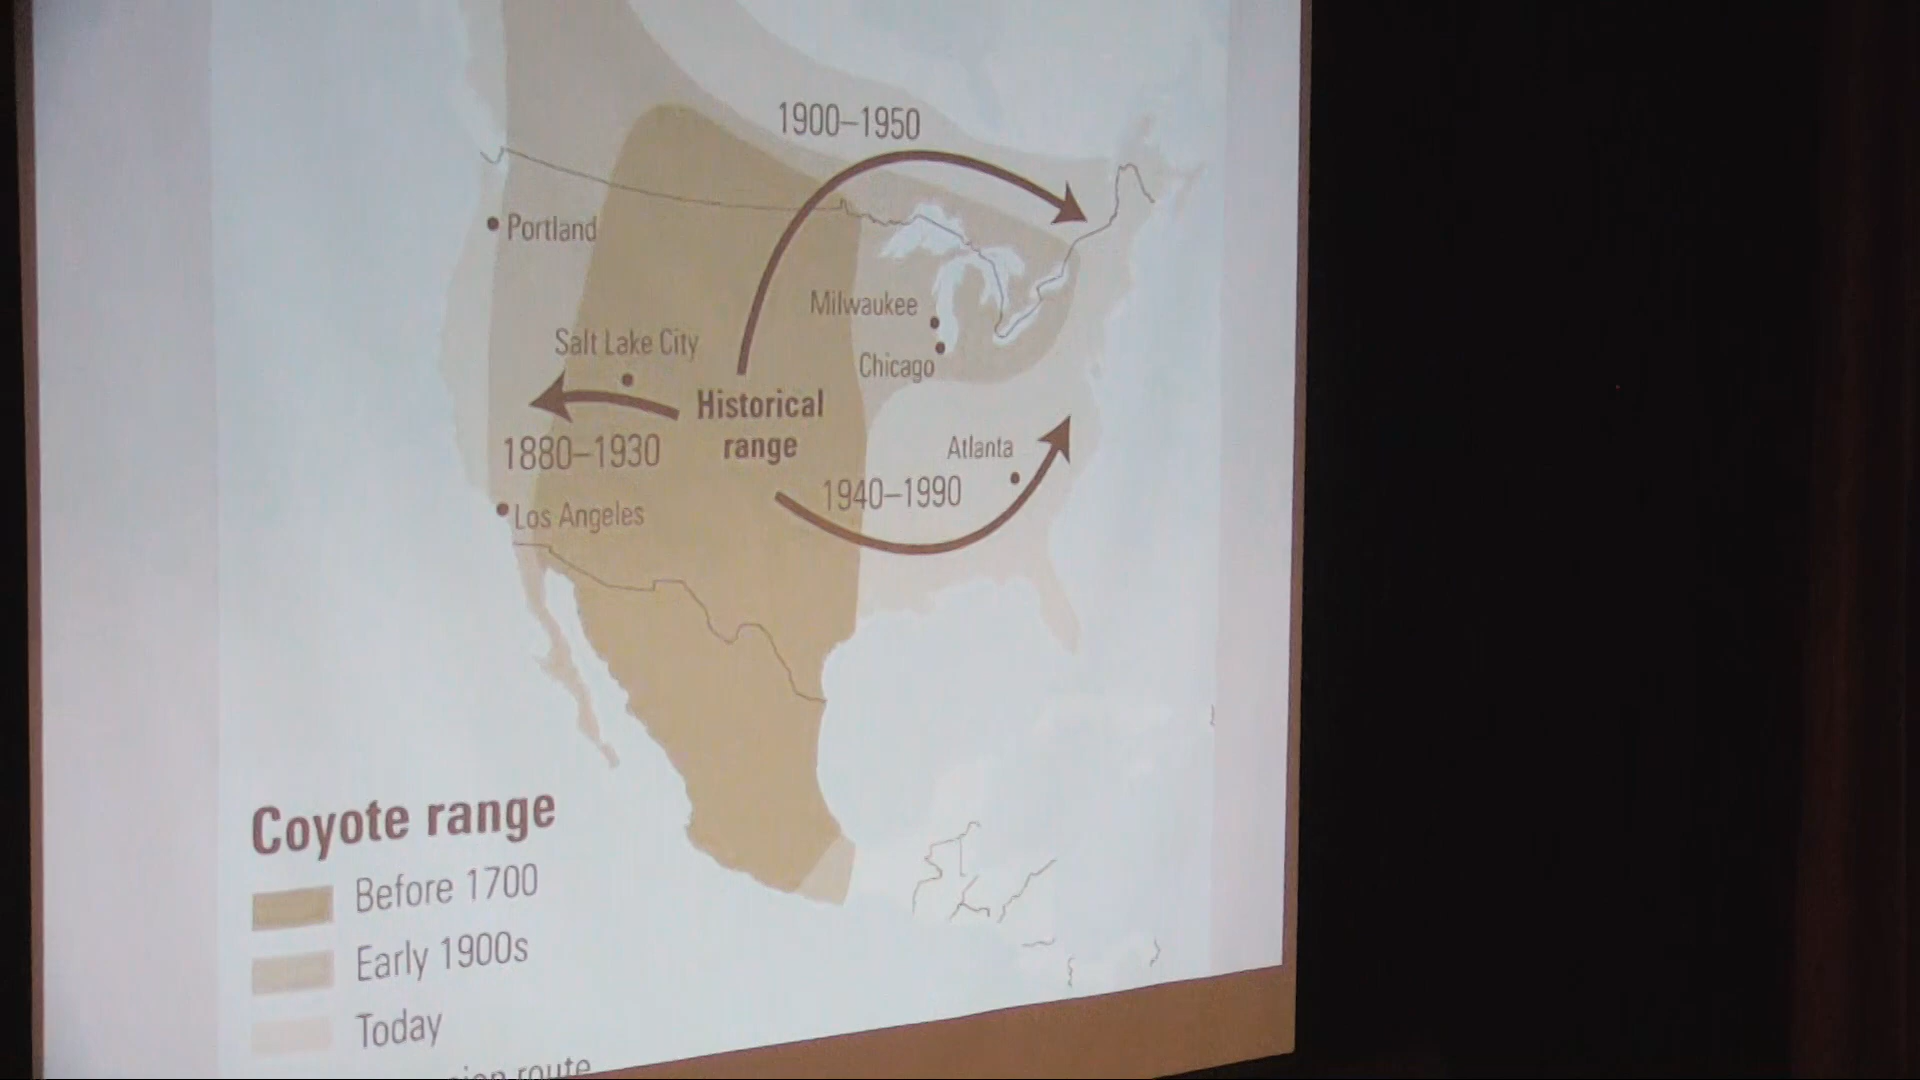 1900–1950
Portland
Milwaukee
Salt Lake City
Chicago
Historical
range
Atlanta
1880–1930
1940–1990
Los Angeles
Coyote range
Before 1700
Early 1900s
Today
route